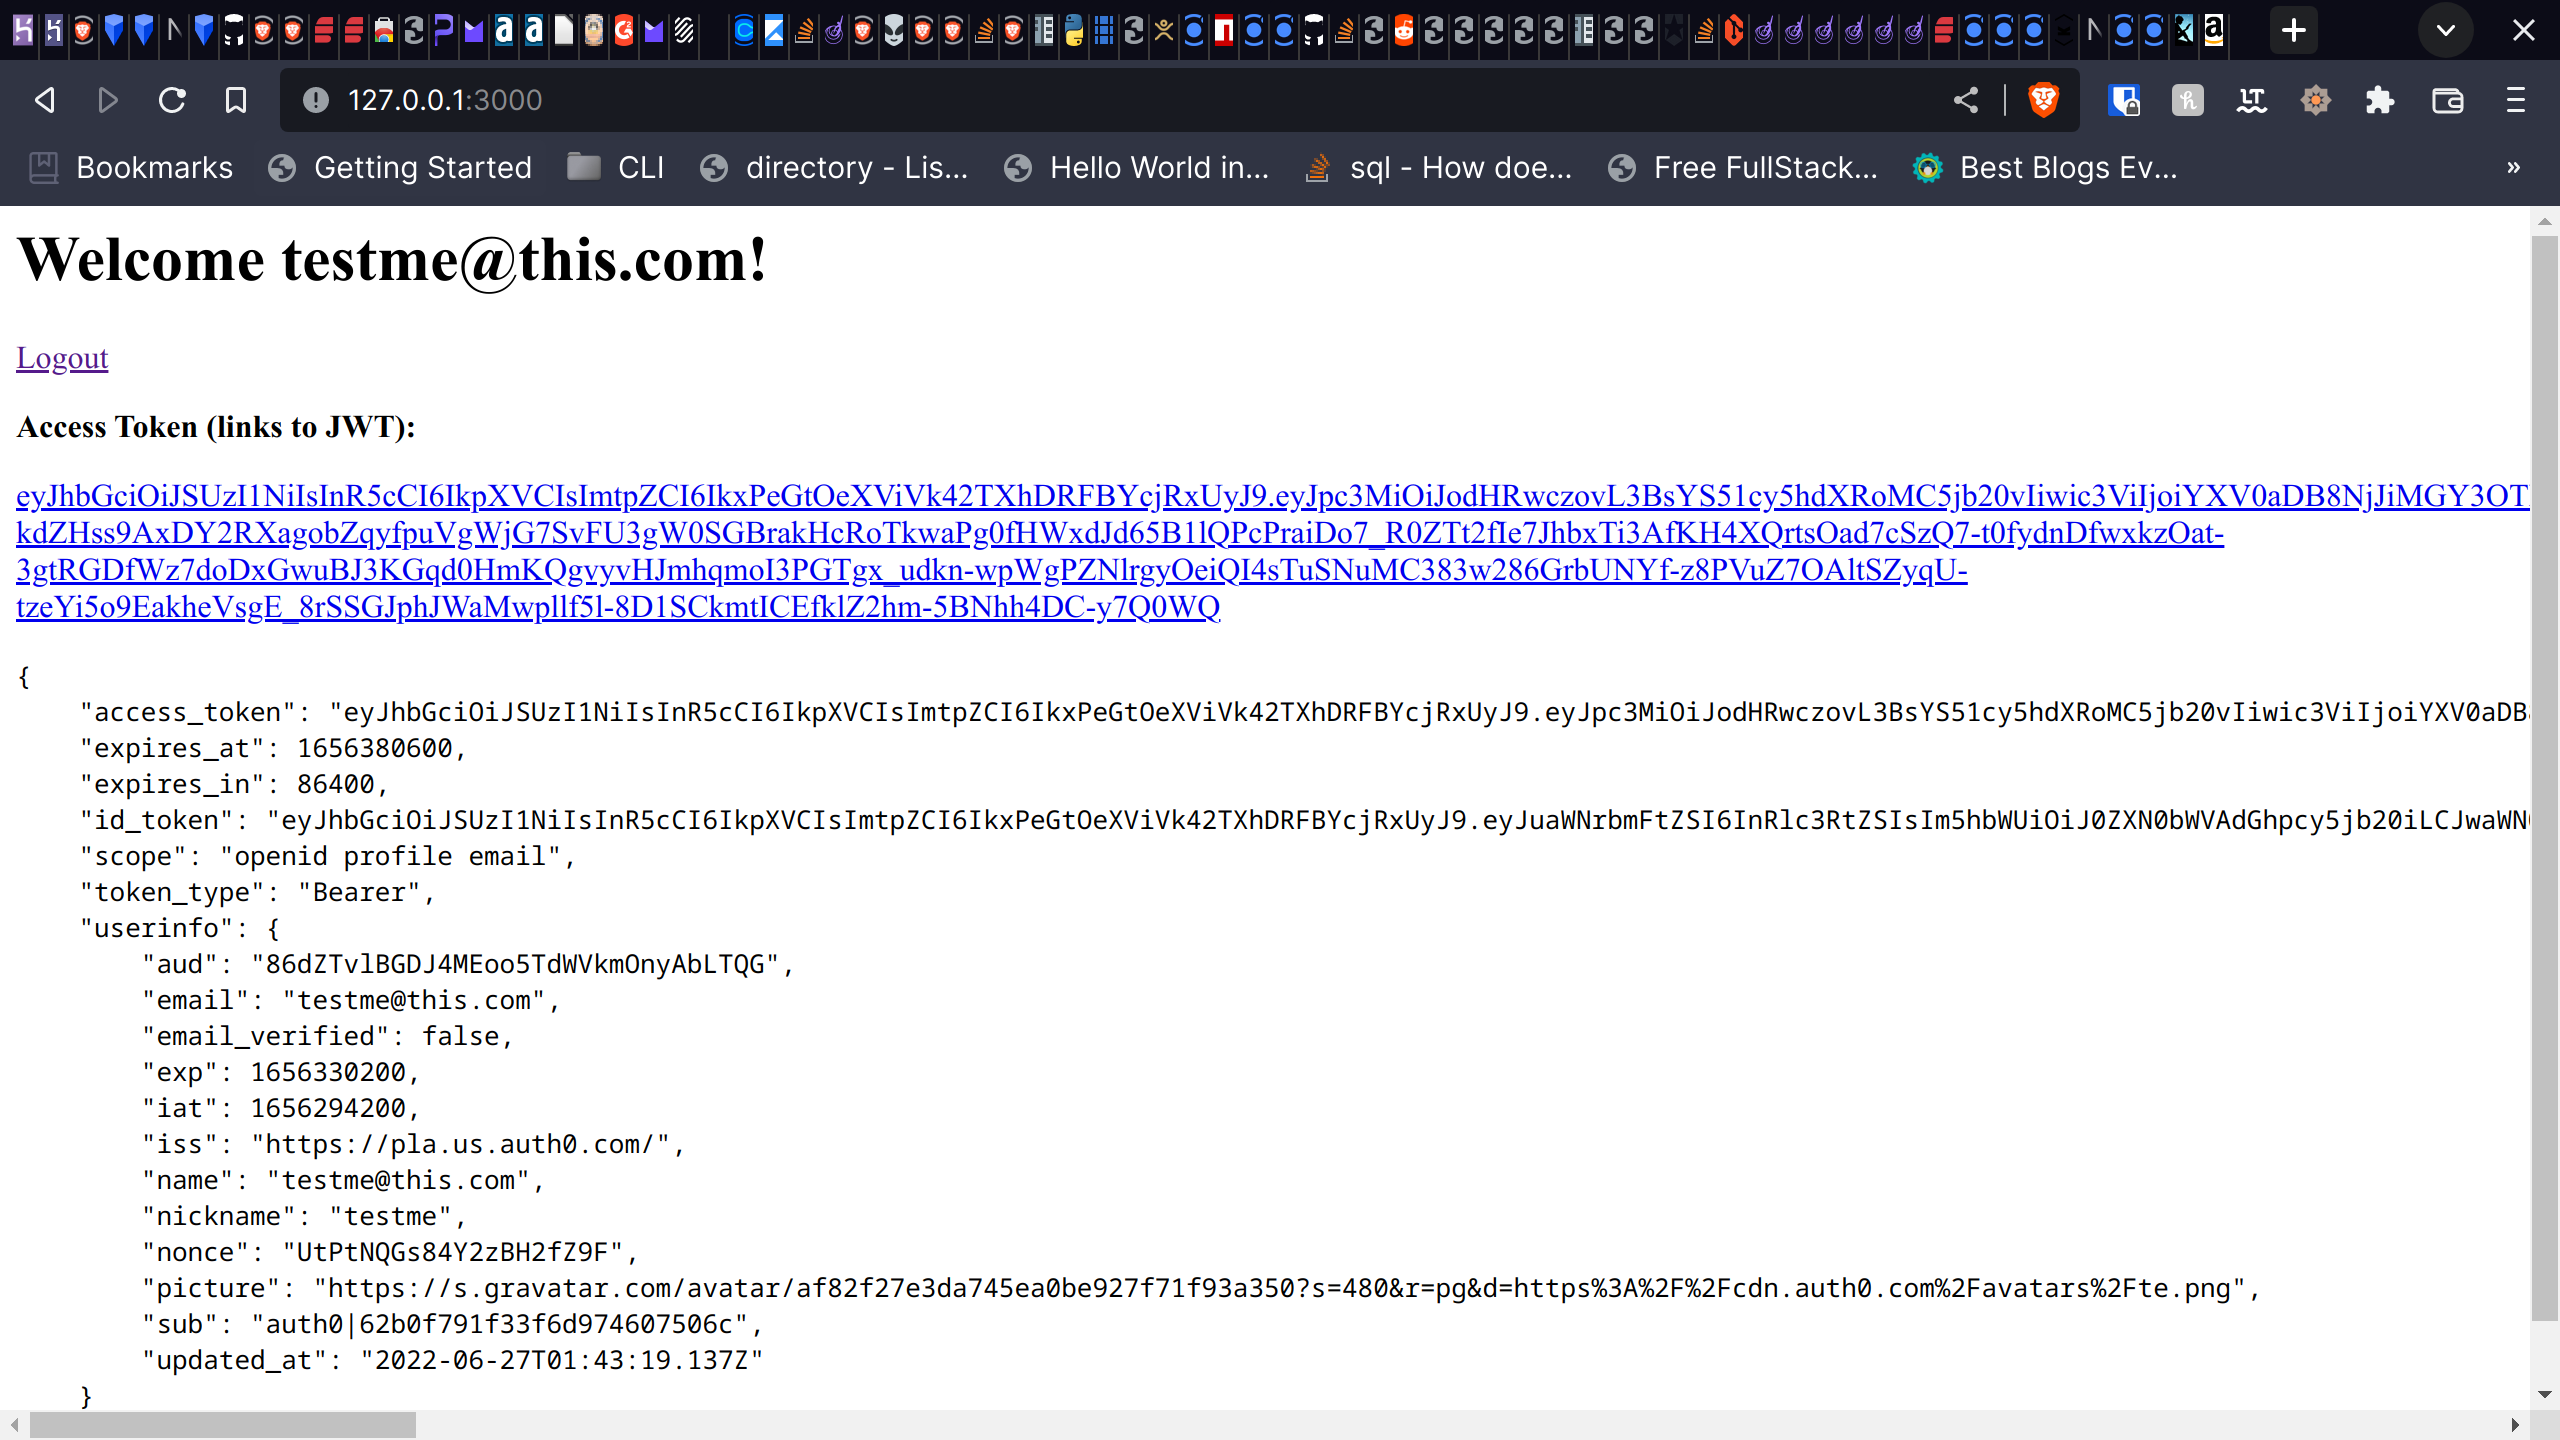 127.0.0.1:3000
Bookmarks Getting Started CLI directory - Lis... Hello World in... sql - How doe... Free FullStack... Best Blogs Ev... »
Welcome testme@this.com!
Logout
Access Token (links to JWT):
eyJhbGciOiJSUzI1NiIsInR5cCI6IkpXVCIsImtpZCI6IkxPeGtOeXViVk42TXhDRFBYcjRxUyJ9.eyJpc3MiOiJodHRwczovL3BsYS51cy5hdXRoMC5jb20vIiwic3ViIjoiYXV0aDB8NjJiMGY3OT
kdZHss9AxDY2RXagobZqyfpuVgWjG7SvFU3gW0SGBrakHcRoTkwaPg0fHWxdJd65B1lQPcPraiDo7_R0ZTt2fIe7JhbxTi3AfKH4XQrtsOad7cSzQ7-t0fydnDfwxkzOat-
3gtRGDfWz7doDxGwuBJ3KGqd0HmKQgvyvHJmhqmoI3PGTgx_udkn-wpWgPZNlrgyOeiQI4sTuSNuMC383w286GrbUNYf-z8PVuZ7OAltSZyqU-
tzeYi5o9EakheVsgE_8rSSGJphJWaMwpllf5l-8D1SCkmtICEfklZ2hm-5BNhh4DC-y7Q0WQ
{
"access_token": "eyJhbGciOiJSUzI1NiIsInR5cCI6IkpXVCIsImtpZCI6IkxPeGtOeXViVk42TXhDRFBYcjRxUyJ9.eyJpc3MiOiJodHRwczovL3BsYS51cy5hdXRoMC5jb20vIiwic3ViIjoiYXV0aDB
"expires_at": 1656380600,
"expires_in": 86400,
"id_token": "eyJhbGciOiJSUzI1NiIsInR5cCI6IkpXVCIsImtpZCI6IkxPeGtOeXViVk42TXhDRFBYcjRxUyJ9.eyJuaWNrbmFtZSI6InRlc3RtZSIsIm5hbWUiOiJ0ZXN0bWVAdGhpcy5jb20iLCJwaWN
"scope": "openid profile email",
"token_type": "Bearer",
"userinfo": {
"aud": "86dZTvlBGDJ4MEoo5TdWVkmOnyAbLTQG",
"email": "testme@this.com",
"email_verified": false,
"exp": 1656330200,
"iat": 1656294200,
"iss": "https://pla.us.auth0.com/",
"name": "testme@this.com",
"nickname": "testme",
"nonce": "UtPtNQGs84Y2zBH2fZ9F",
"picture": "https://s.gravatar.com/avatar/af82f27e3da745ea0be927f71f93a350?s=480&r=pg&d=https%3A%2F%2Fcdn.auth0.com%2Favatars%2Fte.png",
"sub": "auth0|62b0f791f33f6d974607506c",
"updated_at": "2022-06-27T01:43:19.137Z"
}